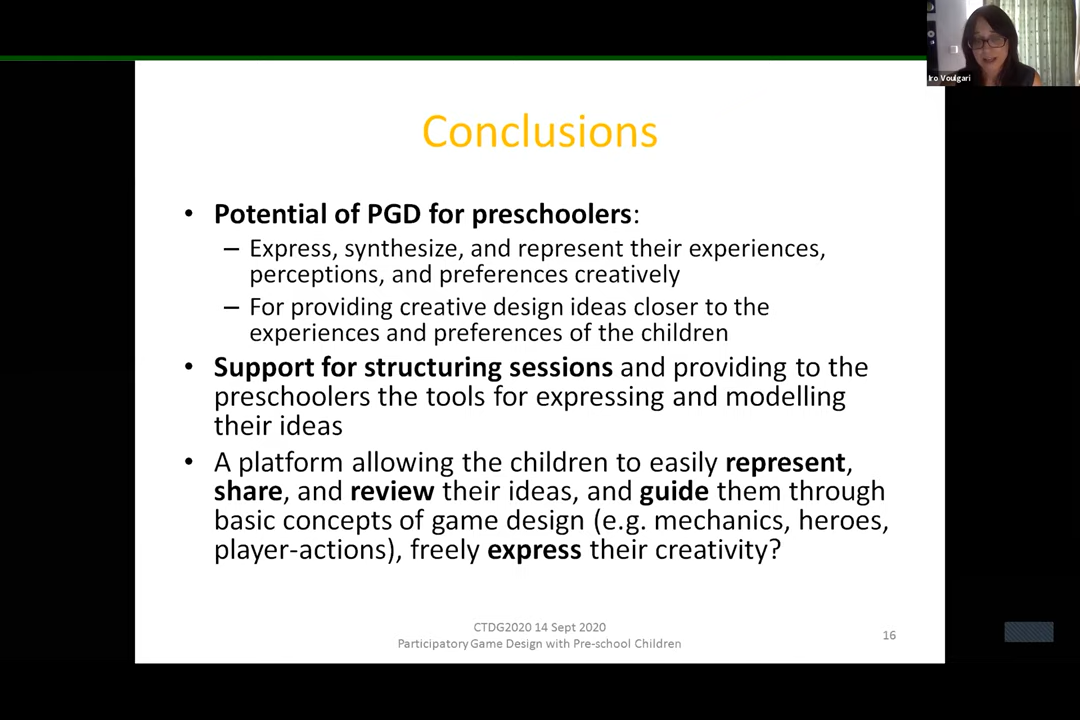 Iro Voulgari
Conclusions
• Potential of PGD for preschoolers:
– Express, synthesize, and represent their experiences,
perceptions, and preferences creatively
– For providing creative design ideas closer to the
experiences and preferences of the children
• Support for structuring sessions and providing to the
preschoolers the tools for expressing and modelling
their ideas
• A platform allowing the children to easily represent,
share, and review their ideas, and guide them through
basic concepts of game design (e.g. mechanics, heroes,
player-actions), freely express their creativity?
CTDG2020 14 Sept 2020
Participatory Game Design with Pre-school Children
16